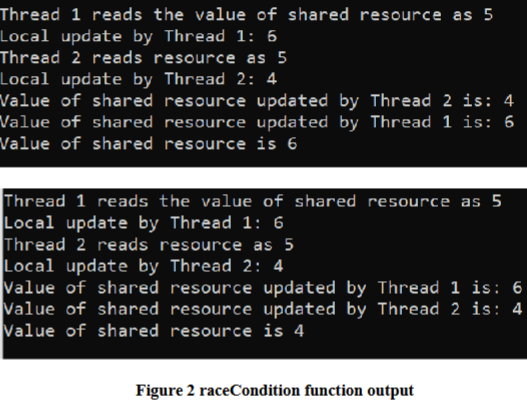 Thread 1 reads the value of shared resource as 5
Local update by Thread 1: 6
Thread 2 reads resource as 5
Local update by Thread 2: 4
Value of shared resource updated by Thread 2 is: 4
Value of shared resource updated by Thread 1 is: 6
Value of shared resource is 6
Thread 1 reads the value of shared resource as 5
Local update by Thread 1: 6
Thread 2 reads resource as 5
Local update by Thread 2: 4
Value of shared resource updated by Thread 1 is: 6
Value of shared resource updated by Thread 2 is: 4
Value of shared resource is 4
Figure 2 raceCondition function output